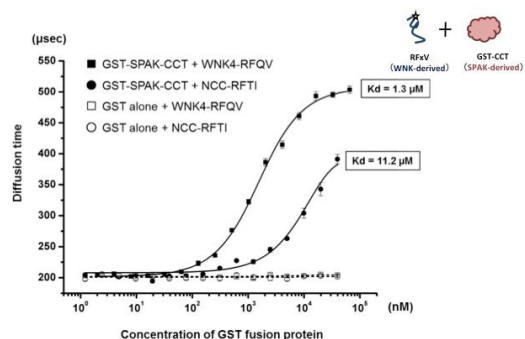 (μsec)
550
500
450
400
350
300
250
200
Diffusion time
GST-SPAK-CCT + WNK4-RFQV
GST-SPAK-CCT + NCC-RFTI
GST alone + WNK4-RFQV
GST alone + NCC-RFTI
RFxV
(WNK-derived)
+
GST-CCT
(SPAK-derived)
Kd = 1.3 μM
Kd = 11.2 μM
10⁰ 10¹ 10² 10³ 10⁴ 10⁵ (nM)
Concentration of GST fusion protein